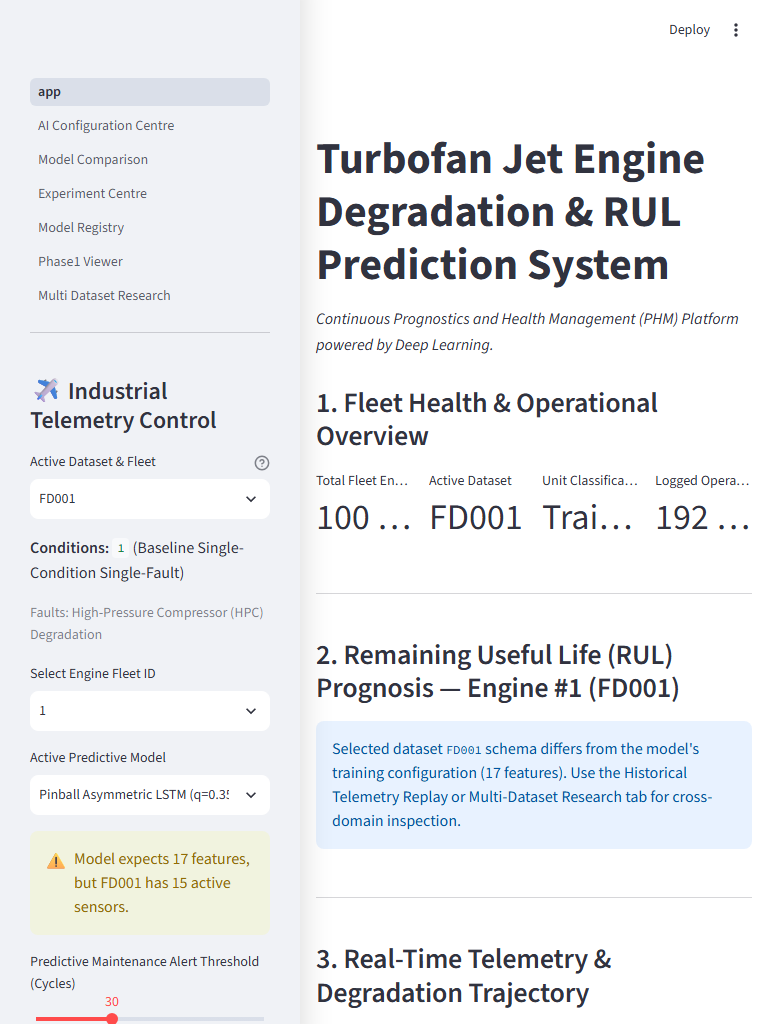 Deploy
app
AI Configuration Centre
Model Comparison
Experiment Centre
Model Registry
Phase1 Viewer
Multi Dataset Research
Industrial
Telemetry Control
Active Dataset & Fleet
FD001
Conditions: 1 (Baseline Single-
Condition Single-Fault)
Faults: High-Pressure Compressor (HPC)
Degradation
Select Engine Fleet ID
1
Active Predictive Model
Pinball Asymmetric LSTM (q=0.35
Model expects 17 features,
but FD001 has 15 active
sensors.
Predictive Maintenance Alert Threshold
(Cycles)
30
Turbofan Jet Engine
Degradation & RUL
Prediction System
Continuous Prognostics and Health Management (PHM) Platform
powered by Deep Learning.
1. Fleet Health & Operational
Overview
Total Fleet En...
100 ...
Active Dataset
FD001
Unit Classifica...
Trai...
Logged Opera...
192 ...
2. Remaining Useful Life (RUL)
Prognosis — Engine #1 (FD001)
Selected dataset FD001 schema differs from the model's
training configuration (17 features). Use the Historical
Telemetry Replay or Multi-Dataset Research tab for cross-
domain inspection.
3. Real-Time Telemetry &
Degradation Trajectory